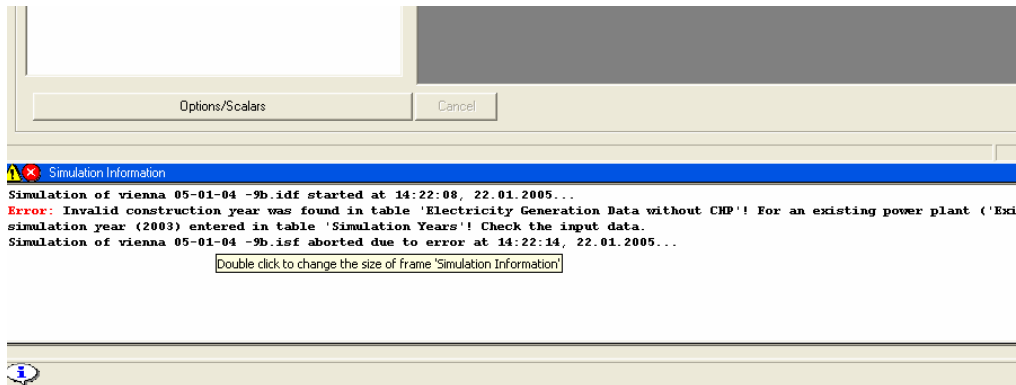 Options/Scalars
Cancel
Simulation Information
Simulation of vienna 05-01-04 -9b.idf started at 14:22:08, 22.01.2005...
Error: Invalid construction year was found in table 'Electricity Generation Data without CHP'! For an existing power plant ('Exi
simulation year (2003) entered in table 'Simulation Years'! Check the input data.
Simulation of vienna 05-01-04 -9b.isf aborted due to error at 14:22:14, 22.01.2005...
Double click to change the size of frame 'Simulation Information'